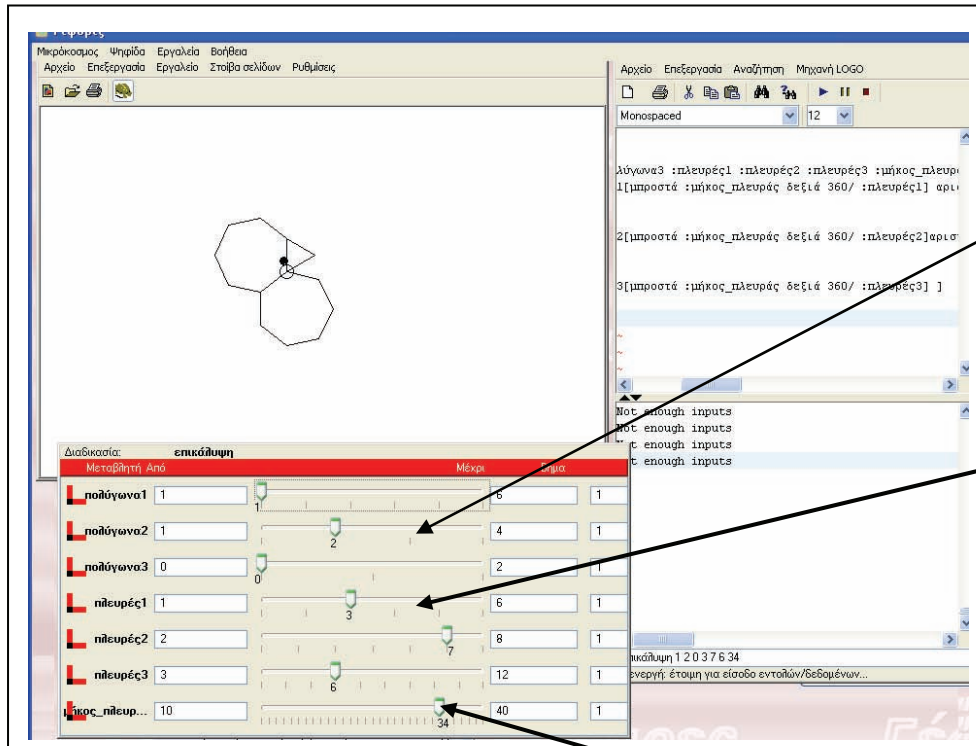 Μικρόκοσμος Ψηφίδα Εργαλεία Βοήθεια
Αρχείο Επεξεργασία Εργαλείο Στοίβα σελίδων Ρυθμίσεις
Αρχείο Επεξεργασία Αναζήτηση Μηχανή LOGO
Monospaced 12
λύγωνα3 :πλευρές1 :πλευρές2 :πλευρές3 :μήκος_πλευρ
1[μπροστά :μήκος_πλευράς δεξιά 360/ :πλευρές1] αρι
2[μπροστά :μήκος_πλευράς δεξιά 360/ :πλευρές2]αρισ
3[μπροστά :μήκος_πλευράς δεξιά 360/ :πλευρές3] ]
~
~
~
Not enough inputs
Not enough inputs
t enough inputs
t enough inputs
πικάλυψη 1 2 0 3 7 6 34
ενεργή: έτοιμη για είσοδο εντολών/δεδομένων...
Διαδικασία: επικάλυψη
Μεταβλητή Από Μέχρι Βήμα
πολύγωνα1 1 1 6 1
πολύγωνα2 1 2 4 1
πολύγωνα3 0 0 2 1
πλευρές1 1 3 6 1
πλευρές2 2 7 8 1
πλευρές3 3 6 12 1
μήκος_πλευρ... 10 34 40 1